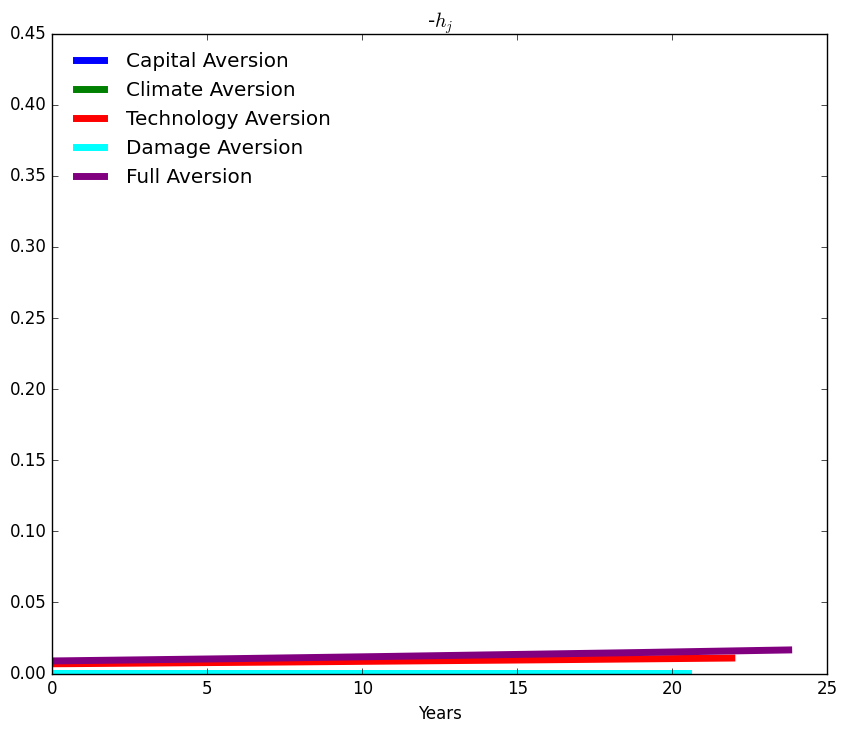 -h_j
0.45
Capital Aversion
Climate Aversion
0.40
Technology Aversion
Damage Aversion
0.35
Full Aversion
0.30
0.25
0.20
0.15
0.10
0.05
0.00
0 5 10 15 20 25
Years